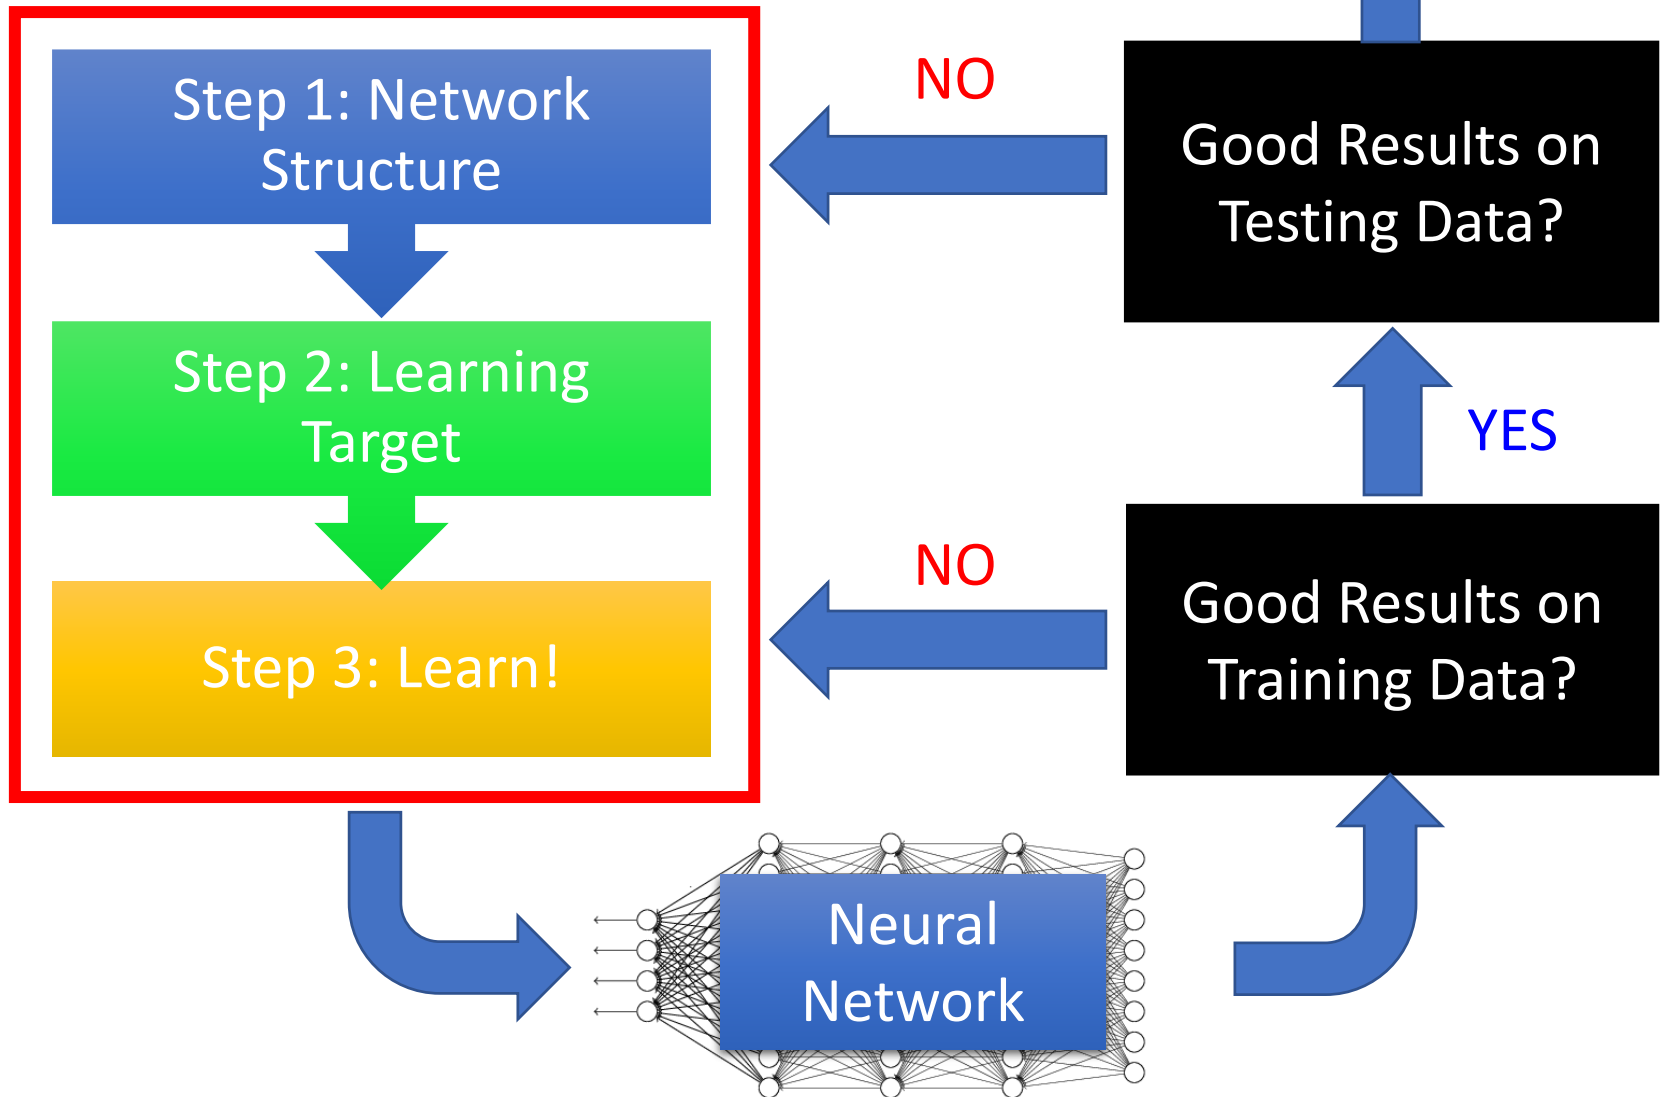 Step 1: Network
Structure
Step 2: Learning
Target
Step 3: Learn!
NO
Good Results on
Testing Data?
YES
NO
Good Results on
Training Data?
Neural
Network